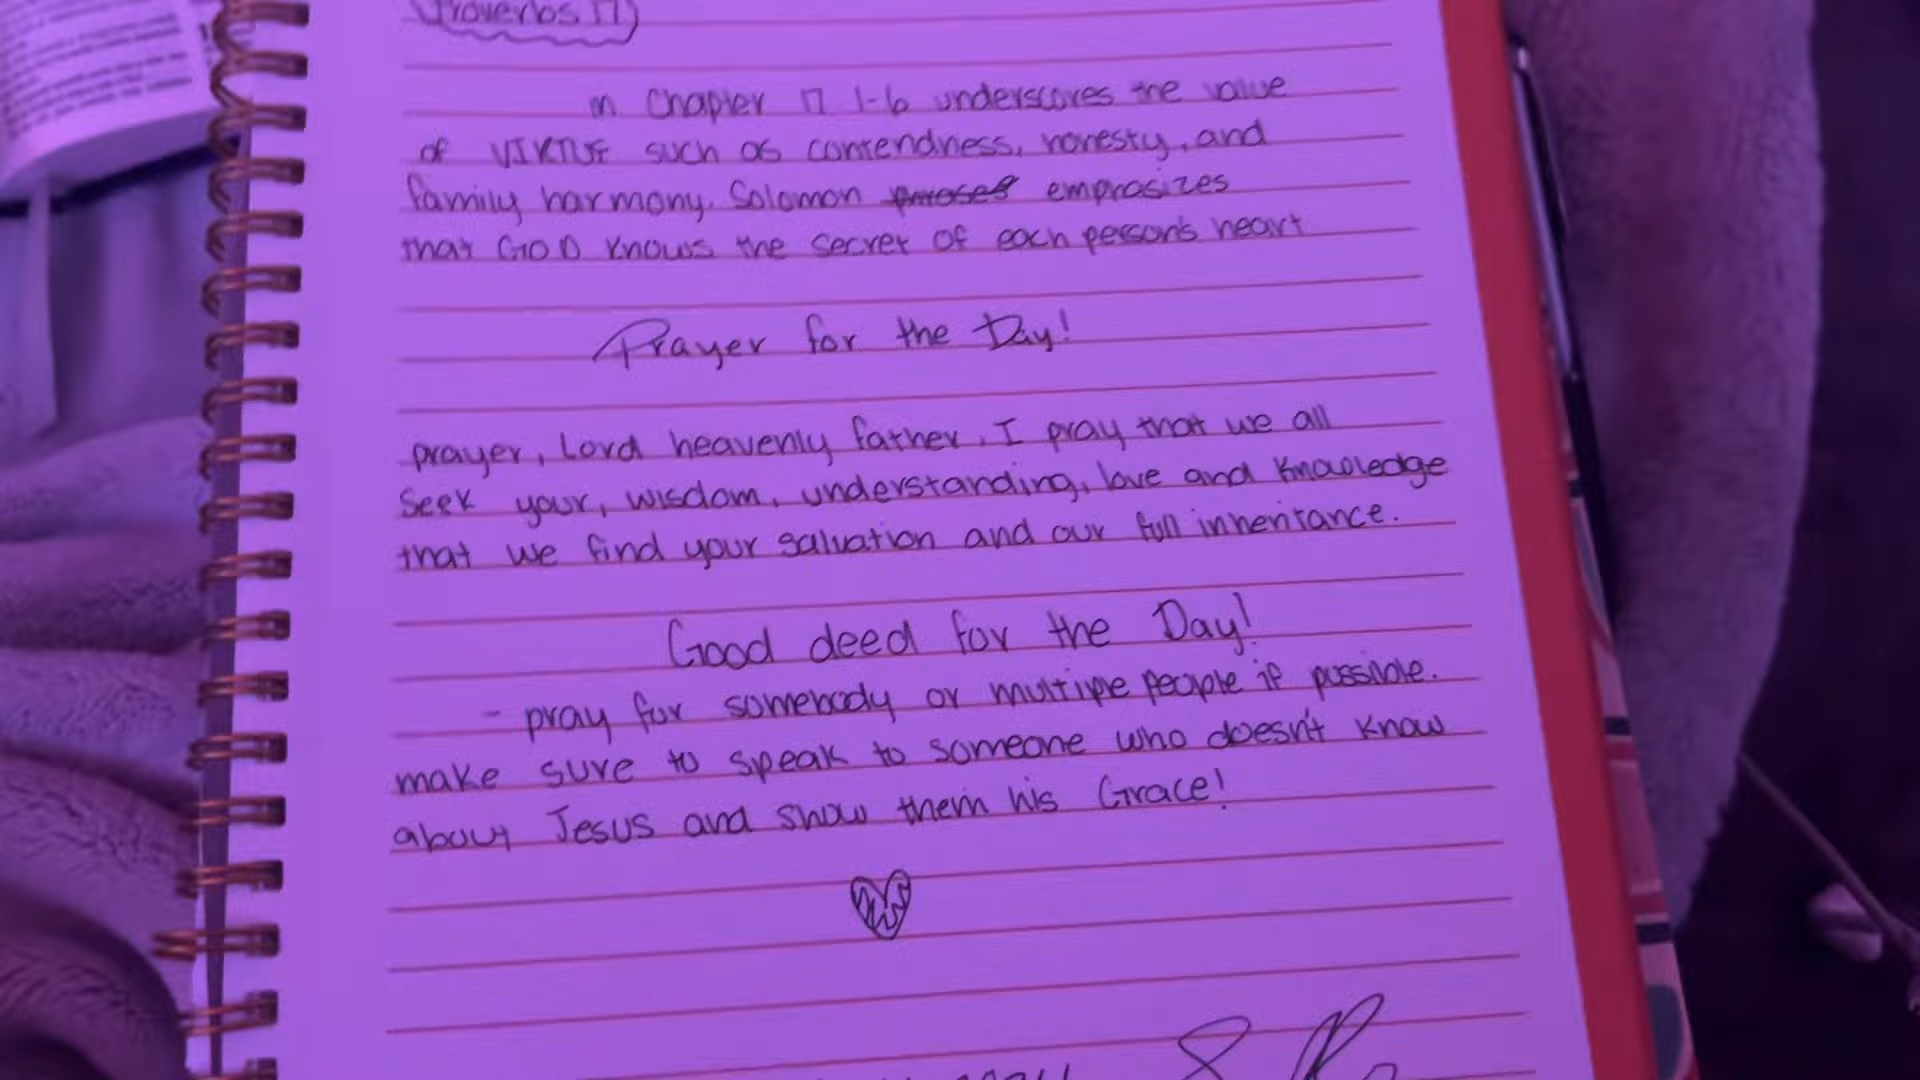 Proverbs 17
in Chapter 17 1-6 underscores the value
of VIRTUE such as contendness, honesty, and
family harmony. Solomon emphasizes
that GOD knows the secret of each person's heart
Prayer for the Day!
prayer, Lord heavenly father, I pray that we all
Seek your, wisdom, understanding, love and knowledge
that we find your salvation and our full inheritance.
Good deed for the Day!
- pray for somebody or multiple people if possible.
make sure to speak to someone who doesn't know
about Jesus and show them his Grace!